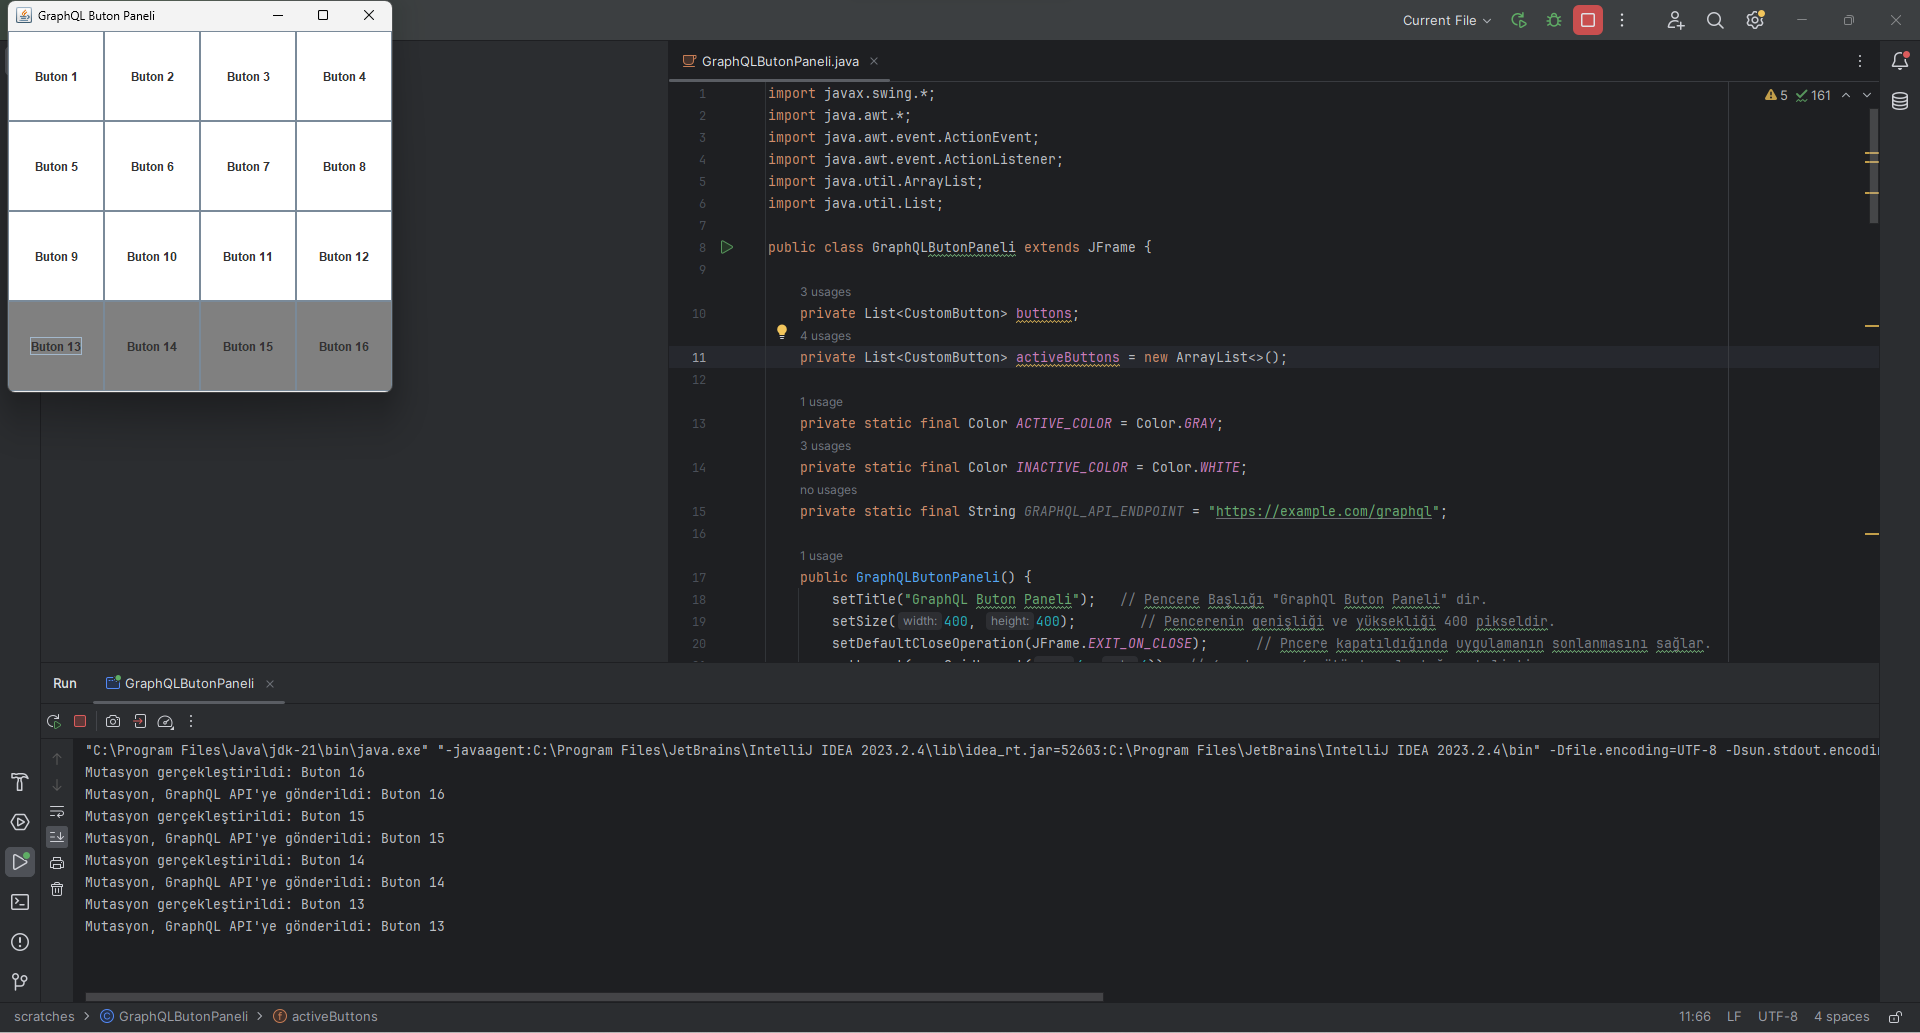 GraphQL Buton Paneli
Buton 1 Buton 2 Buton 3 Buton 4
Buton 5 Buton 6 Buton 7 Buton 8
Buton 9 Buton 10 Buton 11 Buton 12
Buton 13 Buton 14 Buton 15 Buton 16
Current File
GraphQLButonPaneli.java
5 161
1 import javax.swing.*;
2 import java.awt.*;
3 import java.awt.event.ActionEvent;
4 import java.awt.event.ActionListener;
5 import java.util.ArrayList;
6 import java.util.List;
7
8 public class GraphQLButonPaneli extends JFrame {
9
3 usages
10 private List<CustomButton> buttons;
4 usages
11 private List<CustomButton> activeButtons = new ArrayList<>();
12
1 usage
13 private static final Color ACTIVE_COLOR = Color.GRAY;
3 usages
14 private static final Color INACTIVE_COLOR = Color.WHITE;
no usages
15 private static final String GRAPHQL_API_ENDPOINT = "https://example.com/graphql";
16
1 usage
17 public GraphQLButonPaneli() {
18 setTitle("GraphQL Buton Paneli"); // Pencere Başlığı "GraphQl Buton Paneli" dir.
19 setSize( width: 400, height: 400); // Pencerenin genişliği ve yüksekliği 400 pikseldir.
20 setDefaultCloseOperation(JFrame.EXIT_ON_CLOSE); // Pncere kapatıldığında uygulamanın sonlanmasını sağlar.
Run GraphQLButonPaneli
"C:\Program Files\Java\jdk-21\bin\java.exe" "-javaagent:C:\Program Files\JetBrains\IntelliJ IDEA 2023.2.4\lib\idea_rt.jar=52603:C:\Program Files\JetBrains\IntelliJ IDEA 2023.2.4\bin" -Dfile.encoding=UTF-8 -Dsun.stdout.encodi
Mutasyon gerçekleştirildi: Buton 16
Mutasyon, GraphQL API'ye gönderildi: Buton 16
Mutasyon gerçekleştirildi: Buton 15
Mutasyon, GraphQL API'ye gönderildi: Buton 15
Mutasyon gerçekleştirildi: Buton 14
Mutasyon, GraphQL API'ye gönderildi: Buton 14
Mutasyon gerçekleştirildi: Buton 13
Mutasyon, GraphQL API'ye gönderildi: Buton 13
scratches > GraphQLButonPaneli > activeButtons
11:66 LF UTF-8 4 spaces